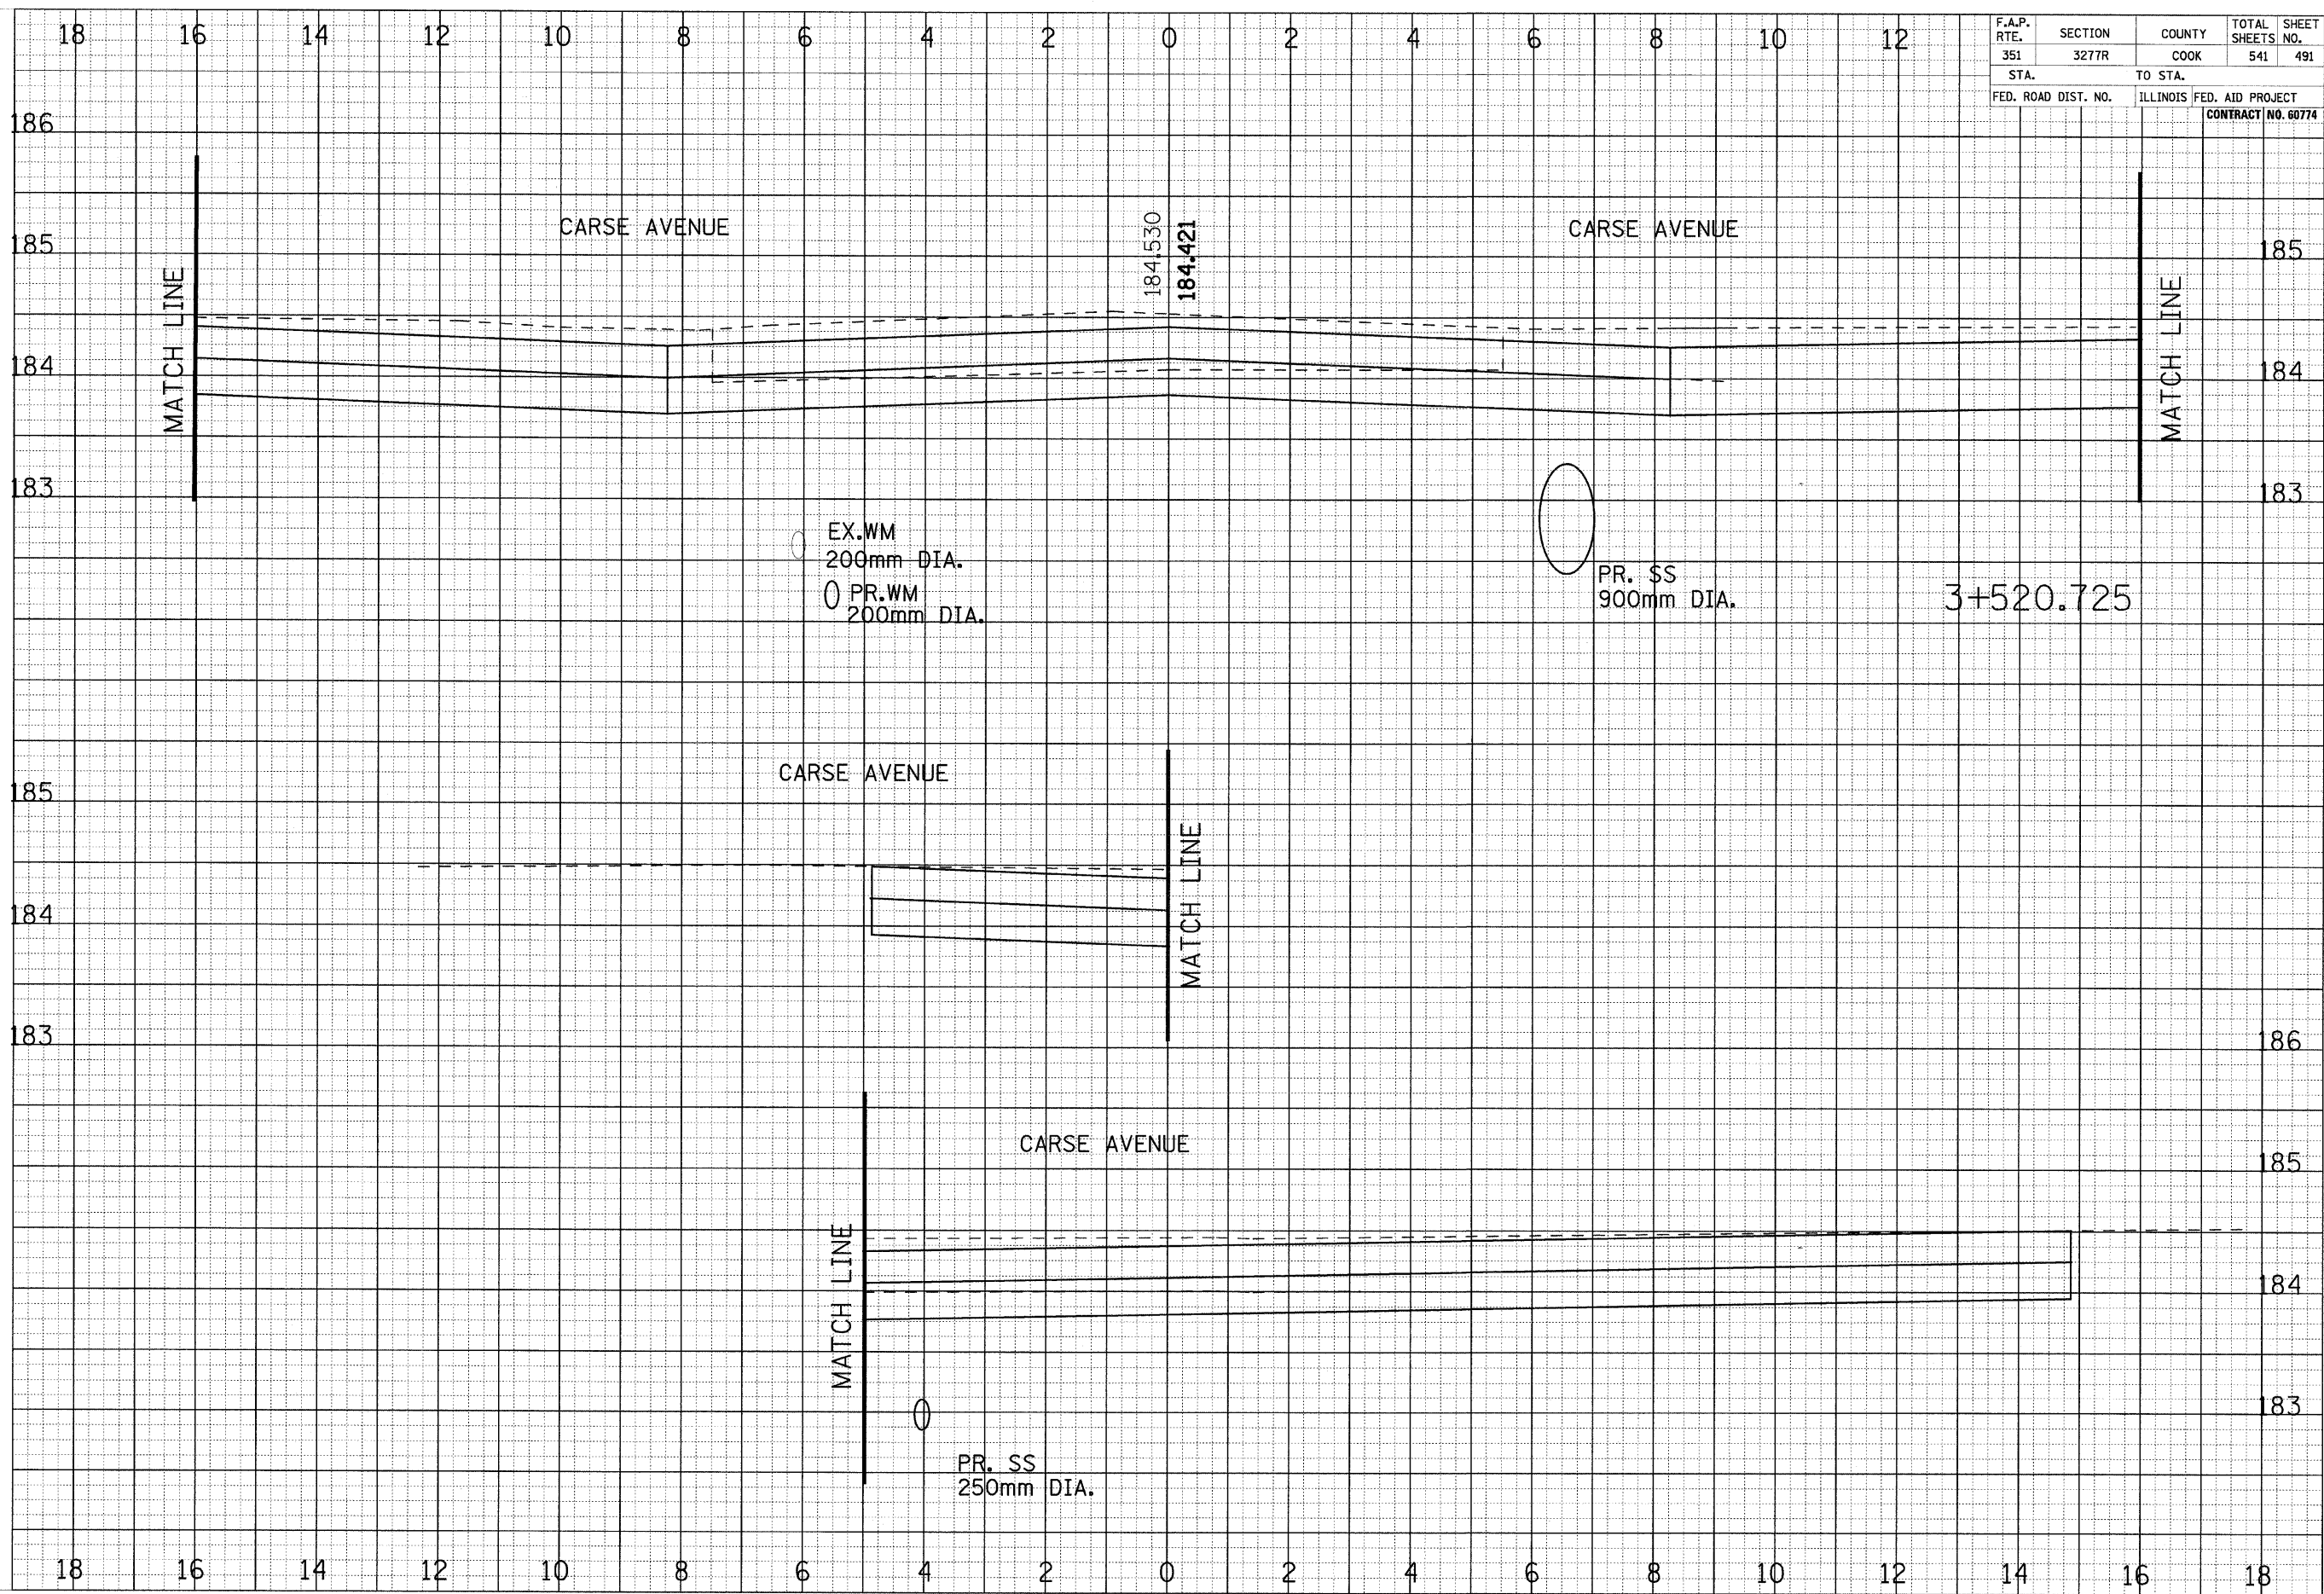 18 16 14 12 10 8 6 4 2 0 2 4 6 8 10 12
F.A.P. RTE. SECTION COUNTY TOTAL SHEETS SHEET NO.
351 3277R COOK 541 491
STA. TO STA.
FED. ROAD DIST. NO. ILLINOIS FED. AID PROJECT
CONTRACT NO. 60774
186
CARSE AVENUE
184.530
184.421
CARSE AVENUE
185
185
MATCH LINE
MATCH LINE
184
184
183
183
EX.WM
200mm DIA.
PR.WM
200mm DIA.
PR. SS
900mm DIA.
3+520.725
CARSE AVENUE
185
MATCH LINE
184
183
186
CARSE AVENUE
185
MATCH LINE
184
183
PR. SS
250mm DIA.
18 16 14 12 10 8 6 4 2 0 2 4 6 8 10 12 14 16 18